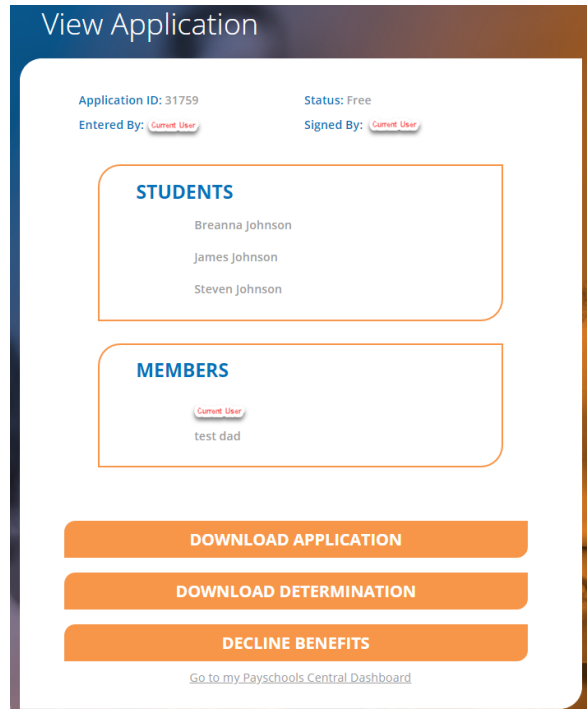 View Application
Application ID: 31759 Status: Free
Entered By: Current User Signed By: Current User
STUDENTS
Breanna Johnson
James Johnson
Steven Johnson
MEMBERS
Current User
test dad
DOWNLOAD APPLICATION
DOWNLOAD DETERMINATION
DECLINE BENEFITS
Go to my Payschools Central Dashboard